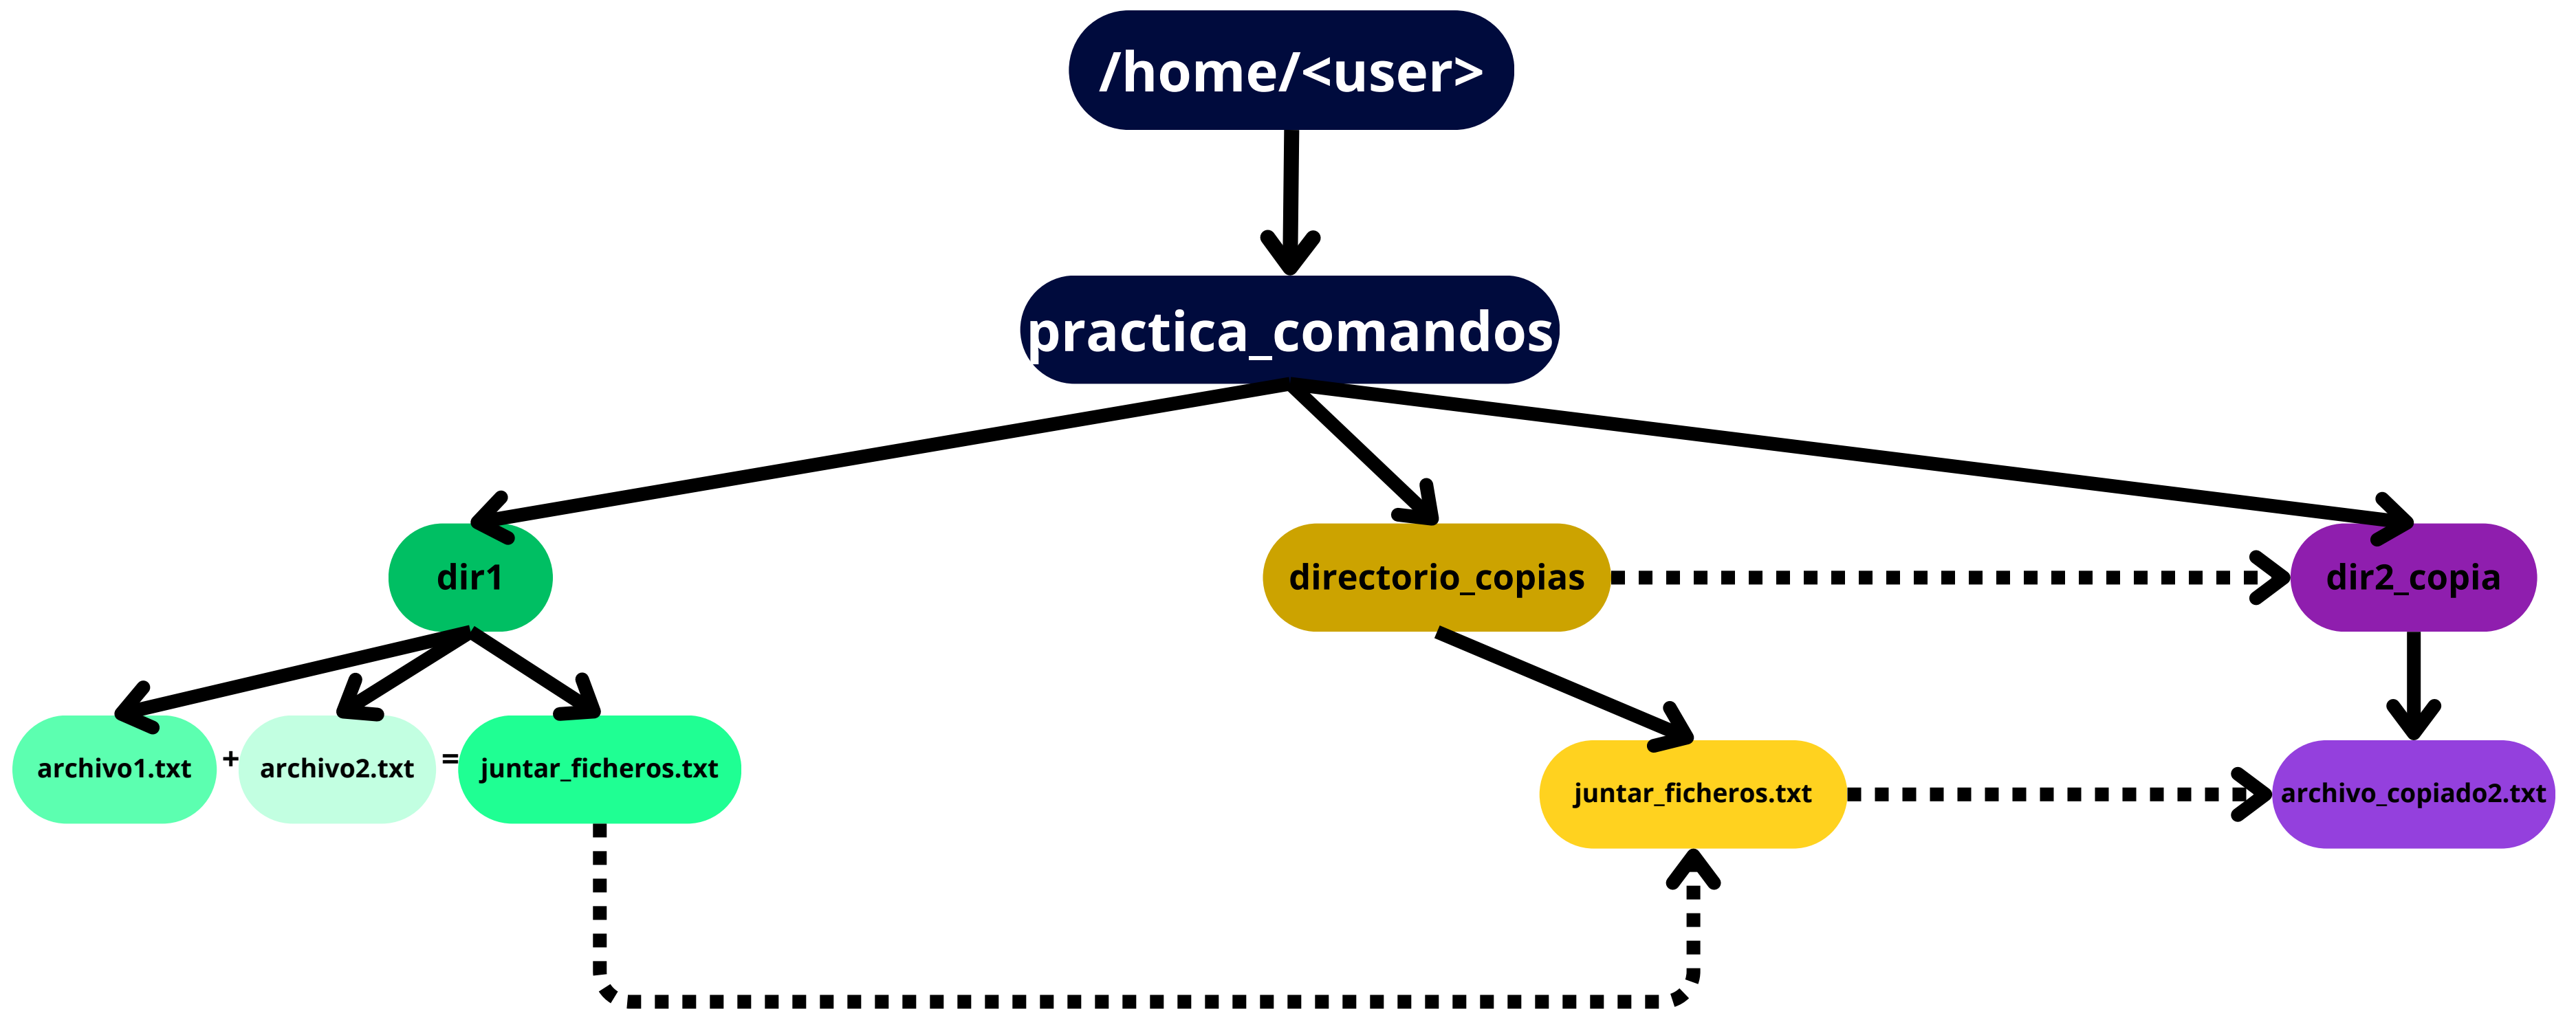 /home/<user>
practica_comandos
dir1
directorio_copias
dir2_copia
archivo1.txt
+
archivo2.txt
=
juntar_ficheros.txt
juntar_ficheros.txt
archivo_copiado2.txt